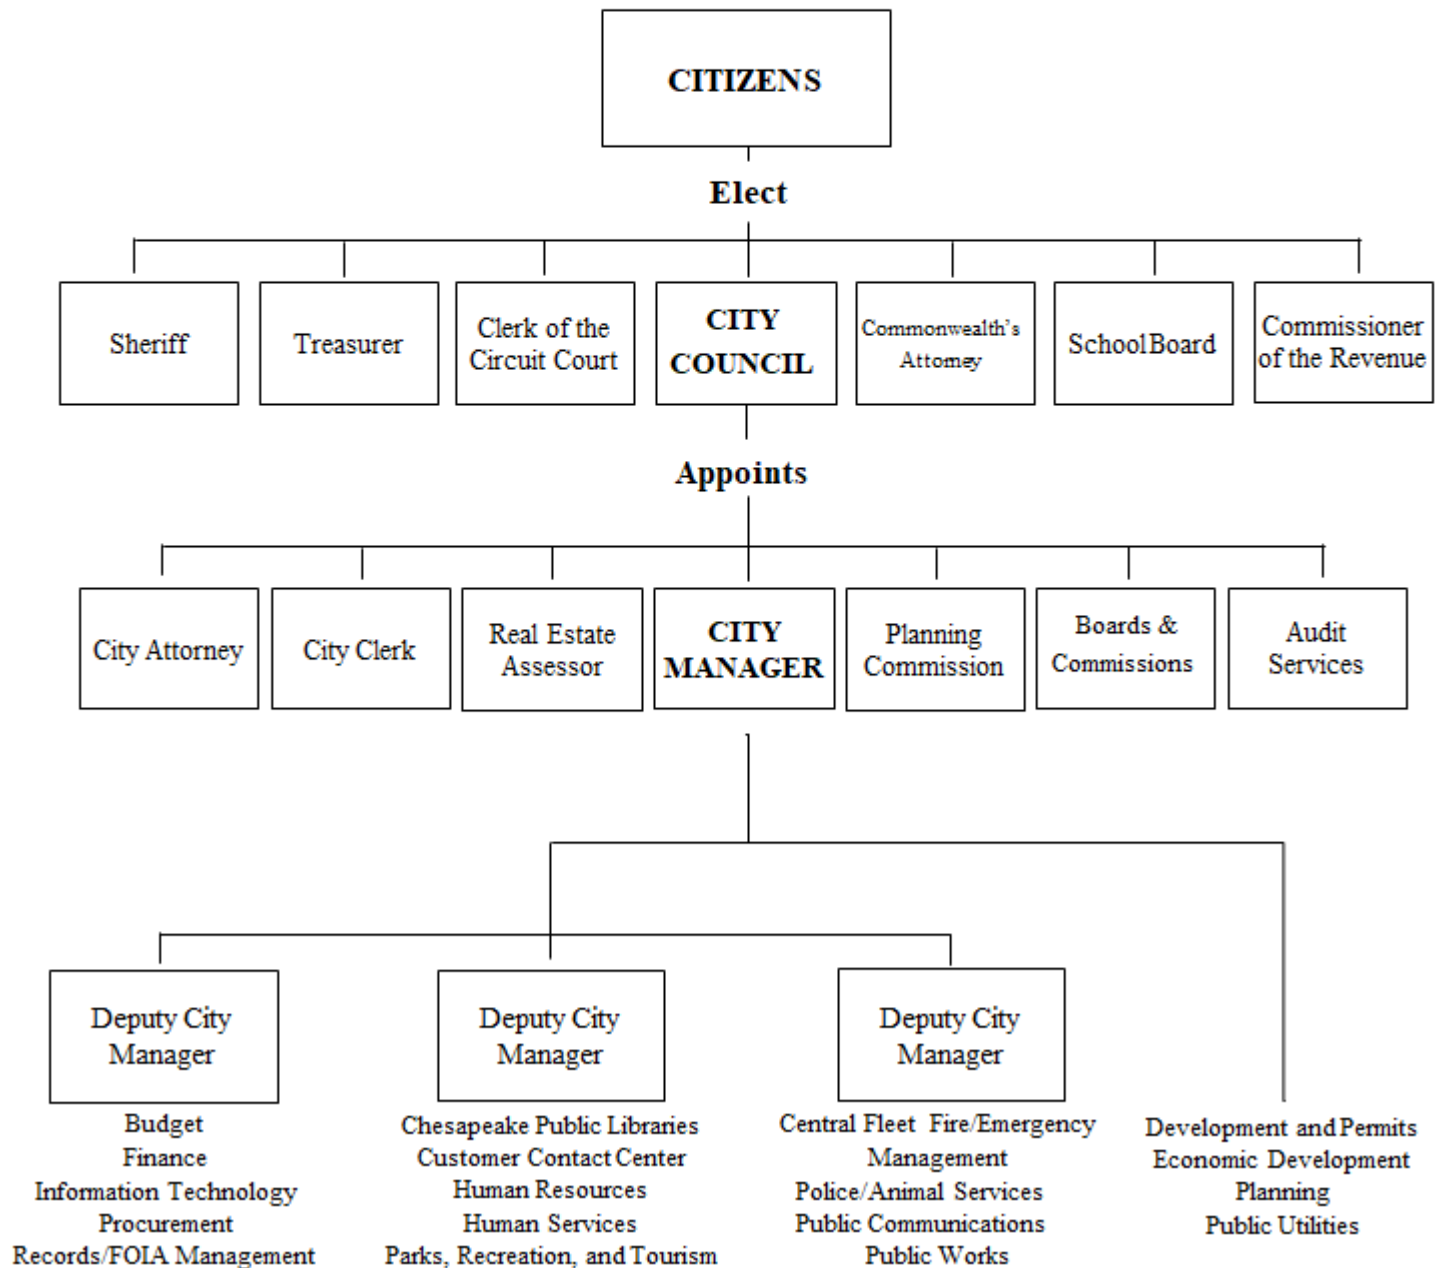 CITIZENS
Elect
Sheriff
Treasurer
Clerk of the
Circuit Court
CITY
COUNCIL
Commonwealth's
Attorney
School Board
Commissioner
of the Revenue
Appoints
City Attorney
City Clerk
Real Estate
Assessor
CITY
MANAGER
Planning
Commission
Boards &
Commissions
Audit
Services
Deputy City
Manager
Budget
Finance
Information Technology
Procurement
Records/FOIA Management
Deputy City
Manager
Chesapeake Public Libraries
Customer Contact Center
Human Resources
Human Services
Parks, Recreation, and Tourism
Deputy City
Manager
Central Fleet Fire/Emergency
Management
Police/Animal Services
Public Communications
Public Works
Development and Permits
Economic Development
Planning
Public Utilities